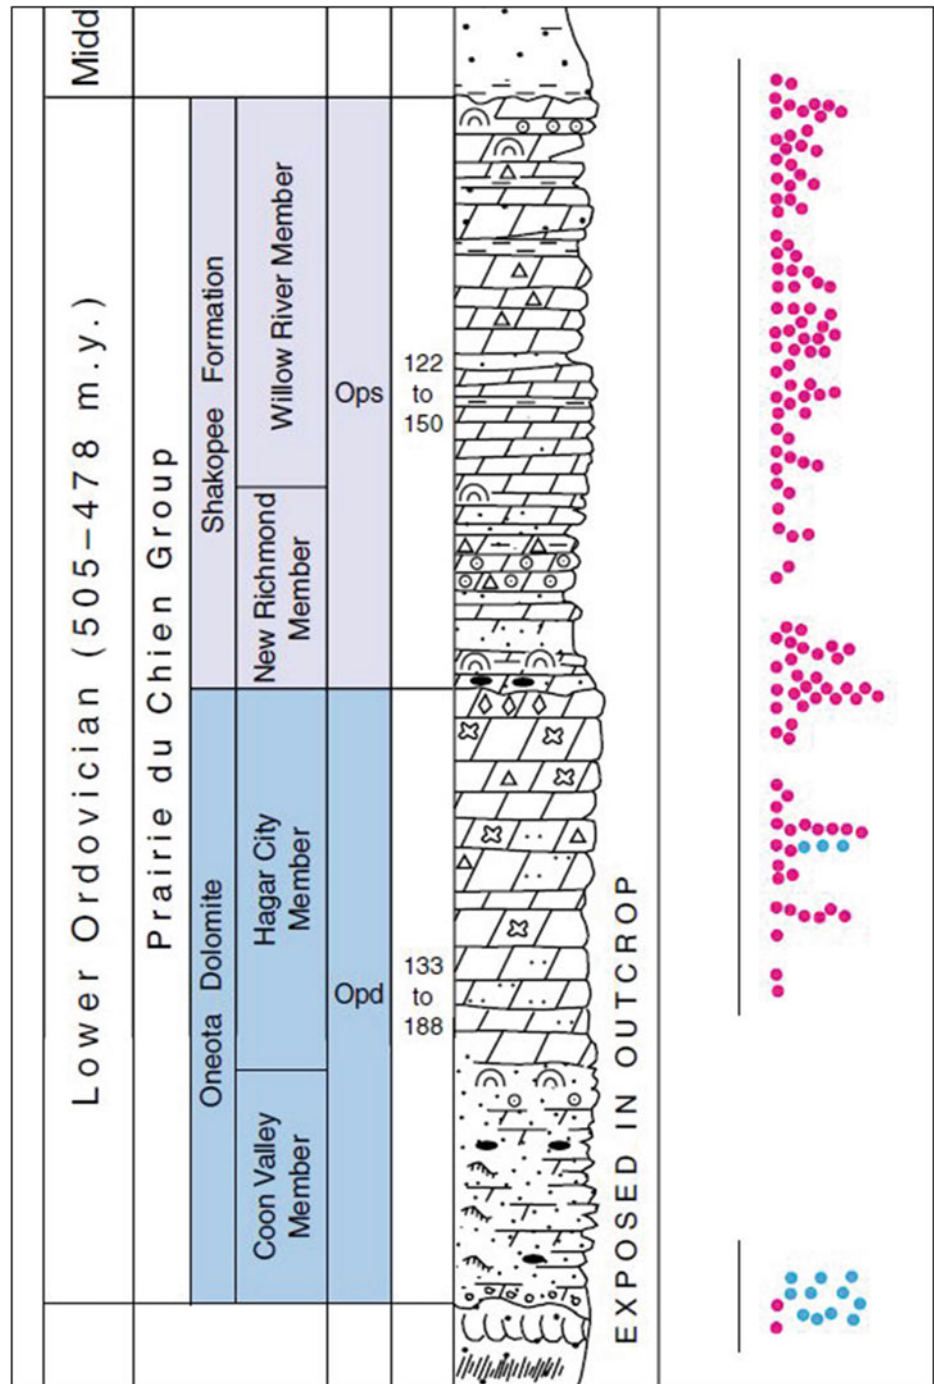 Midd
Lower Ordovician (505–478 m.y.)
Prairie du Chien Group
Shakopee Formation
Willow River Member
New Richmond
Member
Ops
122
to
150
Oneota Dolomite
Hagar City
Member
Coon Valley
Member
Opd
133
to
188
EXPOSED IN OUTCROP